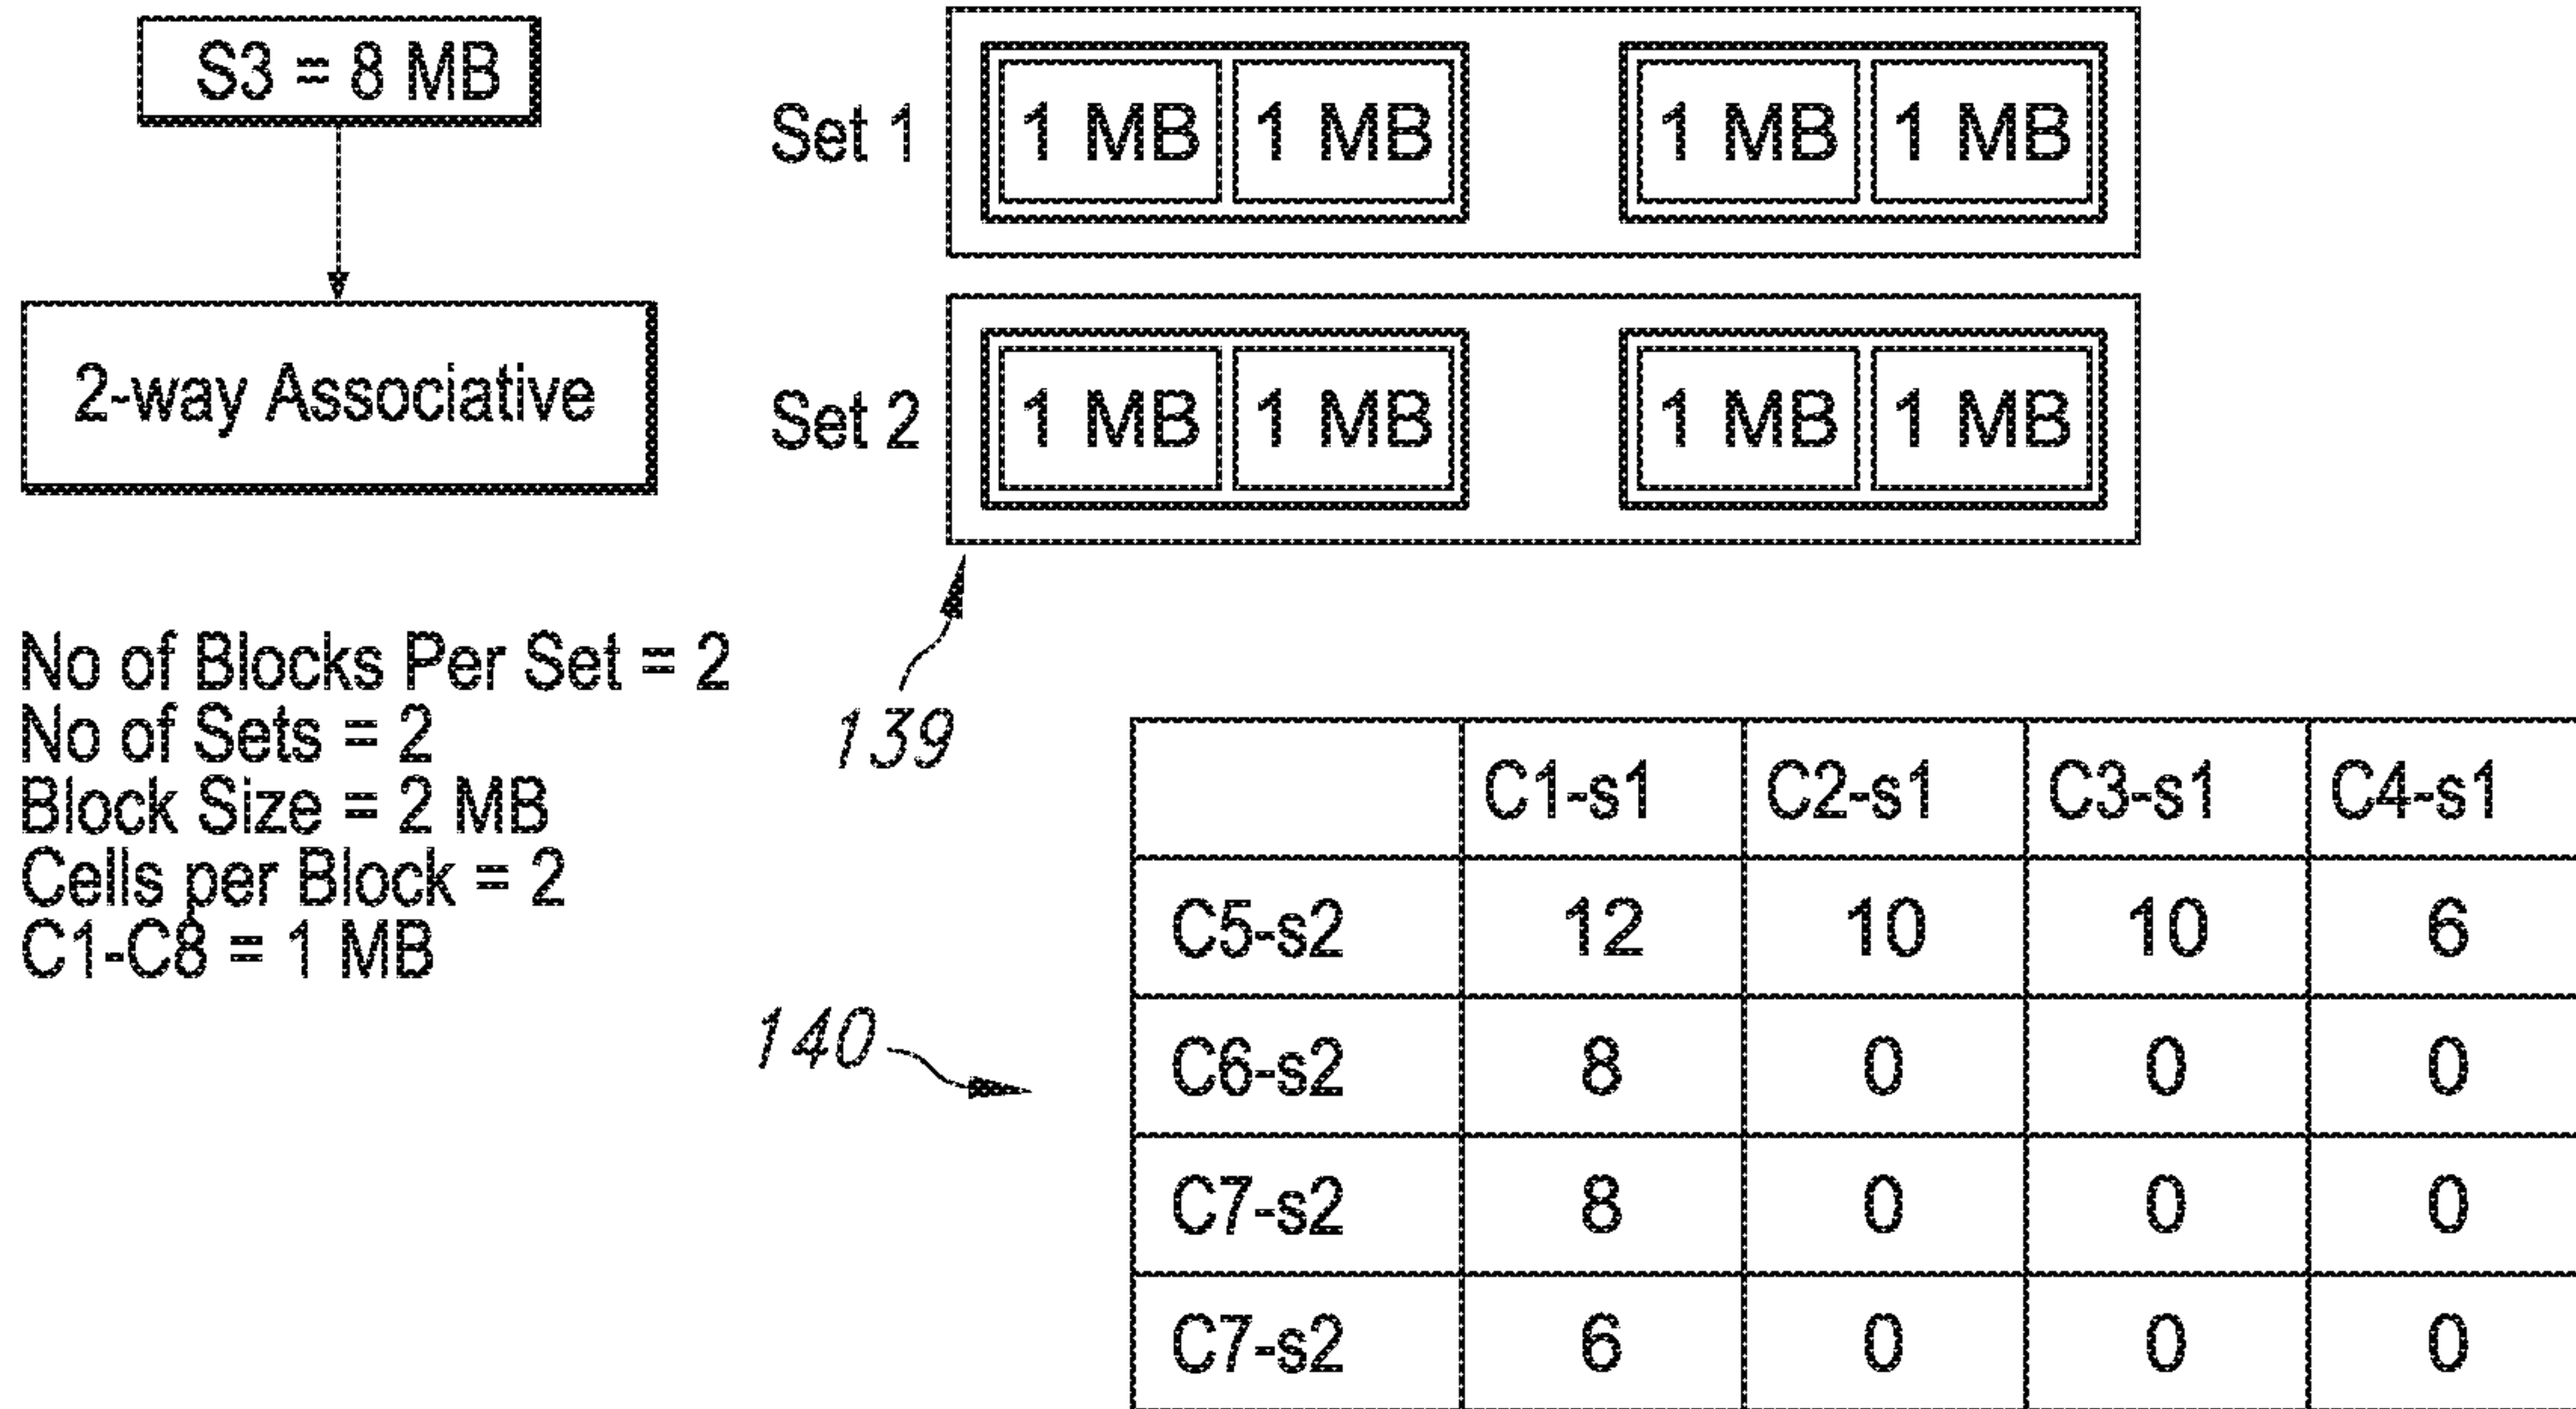 S3 = 8 MB
2-way Associative
Set 1 1 MB 1 MB 1 MB 1 MB
Set 2 1 MB 1 MB 1 MB 1 MB
139
No of Blocks Per Set = 2
No of Sets = 2
Block Size = 2 MB
Cells per Block = 2
C1-C8 = 1 MB
140
C1-s1 C2-s1 C3-s1 C4-s1
C5-s2 12 10 10 6
C6-s2 8 0 0 0
C7-s2 8 0 0 0
C7-s2 6 0 0 0